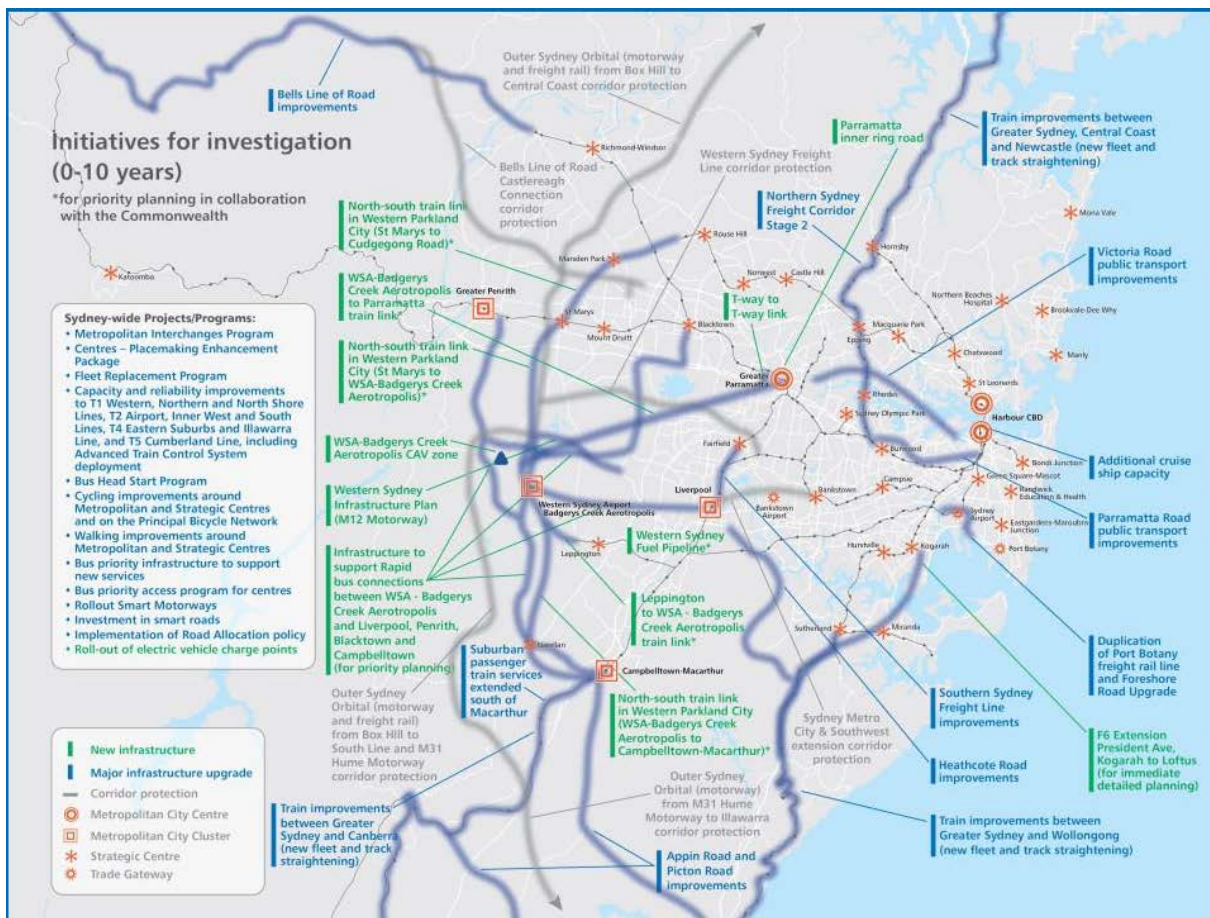 Bells Line of Road
improvements
Outer Sydney Orbital (motorway
and freight rail) from Box Hill to
Central Coast corridor protection
Initiatives for investigation
(0-10 years)
*for priority planning in collaboration
with the Commonwealth
Richmond-Windsor
Bells Line of Road -
Castlereagh
Connection
corridor
protection
Western Sydney Freight
Line corridor protection
Parramatta
inner ring road
Train improvements between
Greater Sydney, Central Coast
and Newcastle (new fleet and
track straightening)
Northern Sydney
Freight Corridor
Stage 2
North-south train link
in Western Parkland
City (St Marys to
Cudgegong Road)*
WSA-Badgerys
Creek Aerotropolis
to Parramatta
train link*
North-south train link
in Western Parkland
City (St Marys to
WSA-Badgerys Creek
Aerotropolis)*
WSA-Badgerys Creek
Aerotropolis CAV zone
Western Sydney
Infrastructure Plan
(M12 Motorway)
Infrastructure to
support Rapid
bus connections
between WSA - Badgerys
Creek Aerotropolis
and Liverpool, Penrith,
Blacktown and
Campbelltown
(for priority planning)
Katoomba
Greater Penrith
Marsden Park
Rouse Hill
St Marys
Mount Druitt
Blacktown
Norwest
Castle Hill
T-way to
T-way link
Hornsby
Mona Vale
Victoria Road
public transport
improvements
Northern Beaches
Hospital
Brookvale-Dee Why
Macquarie Park
Epping
Chatswood
Manly
St Leonards
Greater
Parramatta
Rhodes
Sydney Olympic Park
Harbour CBD
Fairfield
Burwood
Additional cruise
ship capacity
Bondi Junction
Green Square-Mascot
Randwick
Education & Health
Campsie
Bankstown
Bankstown
Airport
Liverpool
Western Sydney Airport
Badgerys Creek Aerotropolis
Sydney
Airport
Eastgardens-Maroubra
Junction
Port Botany
Parramatta Road
public transport
improvements
Hurstville
Kogarah
Leppington
Western Sydney
Fuel Pipeline*
Leppington
to WSA - Badgerys
Creek Aerotropolis
train link*
Sutherland
Miranda
Narellan
Campbelltown-Macarthur
Suburban
passenger
train services
extended
south of
Macarthur
North-south train link
in Western Parkland City
(WSA-Badgerys Creek
Aerotropolis to
Campbelltown-Macarthur)*
Sydney Metro
City & Southwest
extension corridor
protection
Southern Sydney
Freight Line
improvements
Heathcote Road
improvements
Duplication
of Port Botany
freight rail line
and Foreshore
Road Upgrade
F6 Extension
President Ave,
Kogarah to Loftus
(for immediate
detailed planning)
Outer Sydney
Orbital (motorway
and freight rail)
from Box Hill to
South Line and M31
Hume Motorway
corridor protection
Outer Sydney
Orbital (motorway)
from M31 Hume
Motorway to Illawarra
corridor protection
Train improvements
between Greater
Sydney and Canberra
(new fleet and track
straightening)
Appin Road and
Picton Road
improvements
Train improvements between
Greater Sydney and Wollongong
(new fleet and track straightening)
Sydney-wide Projects/Programs:
• Metropolitan Interchanges Program
• Centres – Placemaking Enhancement
Package
• Fleet Replacement Program
• Capacity and reliability improvements
to T1 Western, Northern and North Shore
Lines, T2 Airport, Inner West and South
Lines, T4 Eastern Suburbs and Illawarra
Line, and T5 Cumberland Line, including
Advanced Train Control System
deployment
• Bus Head Start Program
• Cycling improvements around
Metropolitan and Strategic Centres
and on the Principal Bicycle Network
• Walking improvements around
Metropolitan and Strategic Centres
• Bus priority infrastructure to support
new services
• Bus priority access program for centres
• Rollout Smart Motorways
• Investment in smart roads
• Implementation of Road Allocation policy
• Roll-out of electric vehicle charge points
New infrastructure
Major infrastructure upgrade
Corridor protection
Metropolitan City Centre
Metropolitan City Cluster
Strategic Centre
Trade Gateway